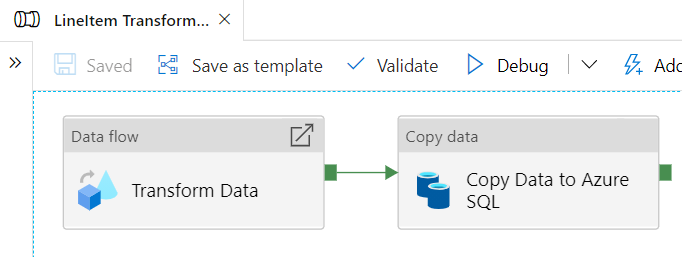 LineItem Transform...
Saved
Save as template
Validate
Debug
Data flow
Copy data
Transform Data
Copy Data to Azure
SQL